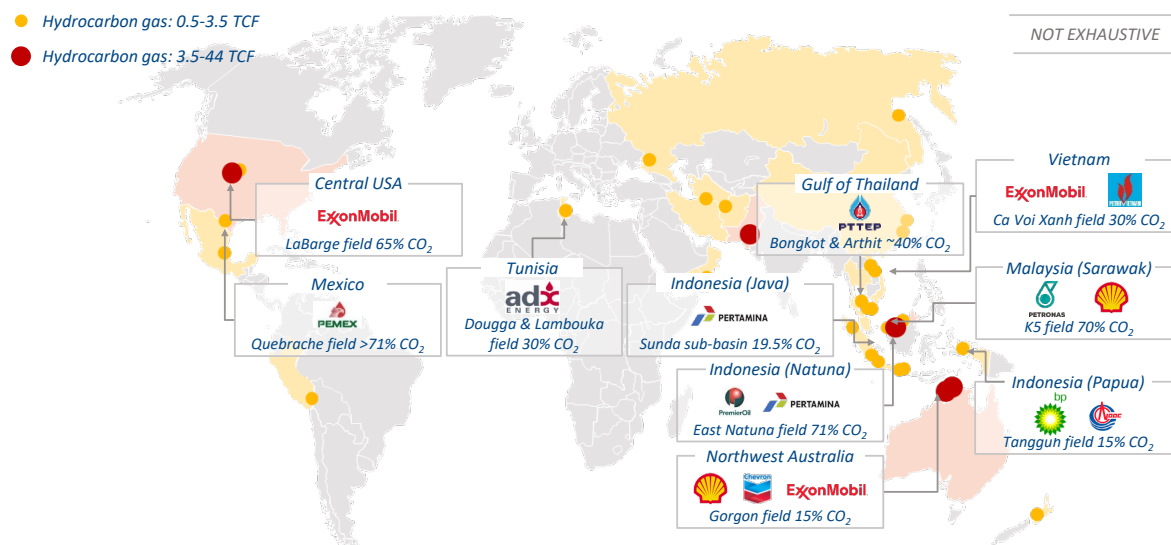 Hydrocarbon gas: 0.5-3.5 TCF
Hydrocarbon gas: 3.5-44 TCF
NOT EXHAUSTIVE
Central USA
ExxonMobil
LaBarge field 65% CO₂
Mexico
PEMEX
Quebrache field >71% CO₂
Tunisia
adx
ENERGY
Dougga & Lambouka
field 30% CO₂
Gulf of Thailand
PTTEP
Bongkot & Arthit ~40% CO₂
Vietnam
ExxonMobil
PETROVIETNAM
Ca Voi Xanh field 30% CO₂
Indonesia (Java)
PERTAMINA
Sunda sub-basin 19.5% CO₂
Malaysia (Sarawak)
PETRONAS
K5 field 70% CO₂
Indonesia (Natuna)
PremierOil
PERTAMINA
East Natuna field 71% CO₂
Indonesia (Papua)
bp
Tangguh field 15% CO₂
Northwest Australia
Chevron
ExxonMobil
Gorgon field 15% CO₂